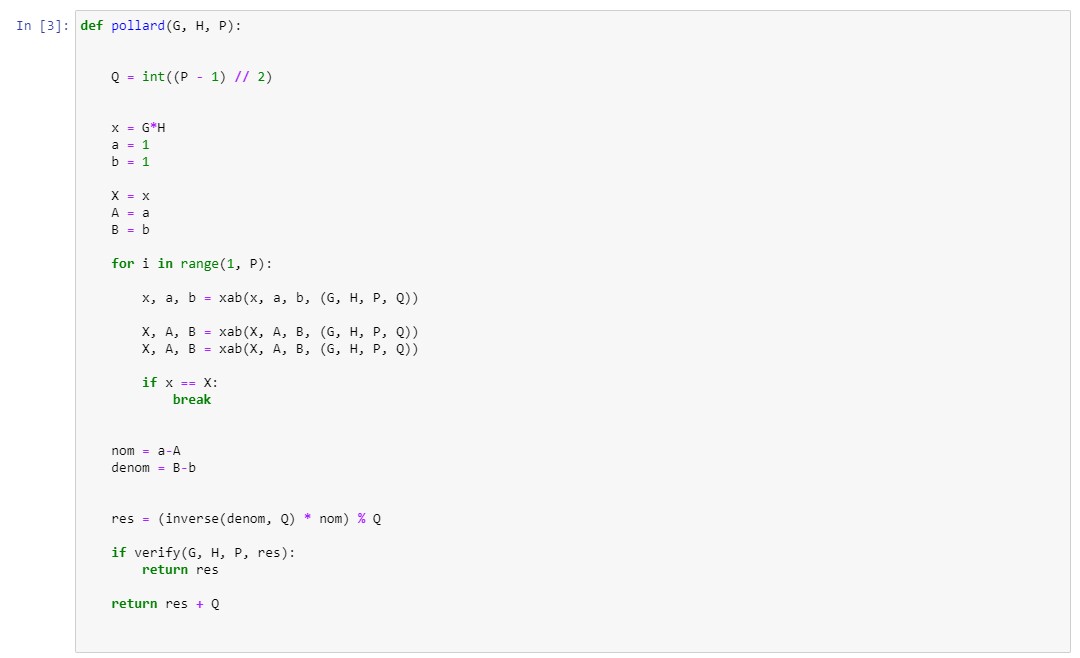 In [3]: def pollard(G, H, P):
Q = int((P - 1) // 2)
x = G*H
a = 1
b = 1
X = x
A = a
B = b
for i in range(1, P):
x, a, b = xab(x, a, b, (G, H, P, Q))
X, A, B = xab(X, A, B, (G, H, P, Q))
X, A, B = xab(X, A, B, (G, H, P, Q))
if x == X:
break
nom = a-A
denom = B-b
res = (inverse(denom, Q) * nom) % Q
if verify(G, H, P, res):
return res
return res + Q